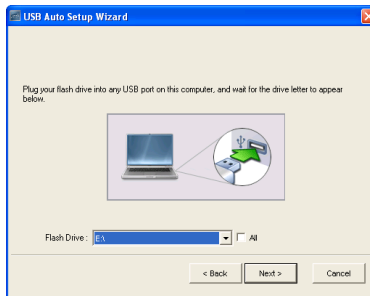 USB Auto Setup Wizard
Plug your flash drive into any USB port on this computer, and wait for the drive letter to appear
below.
Flash Drive : E:\ All
< Back Next > Cancel